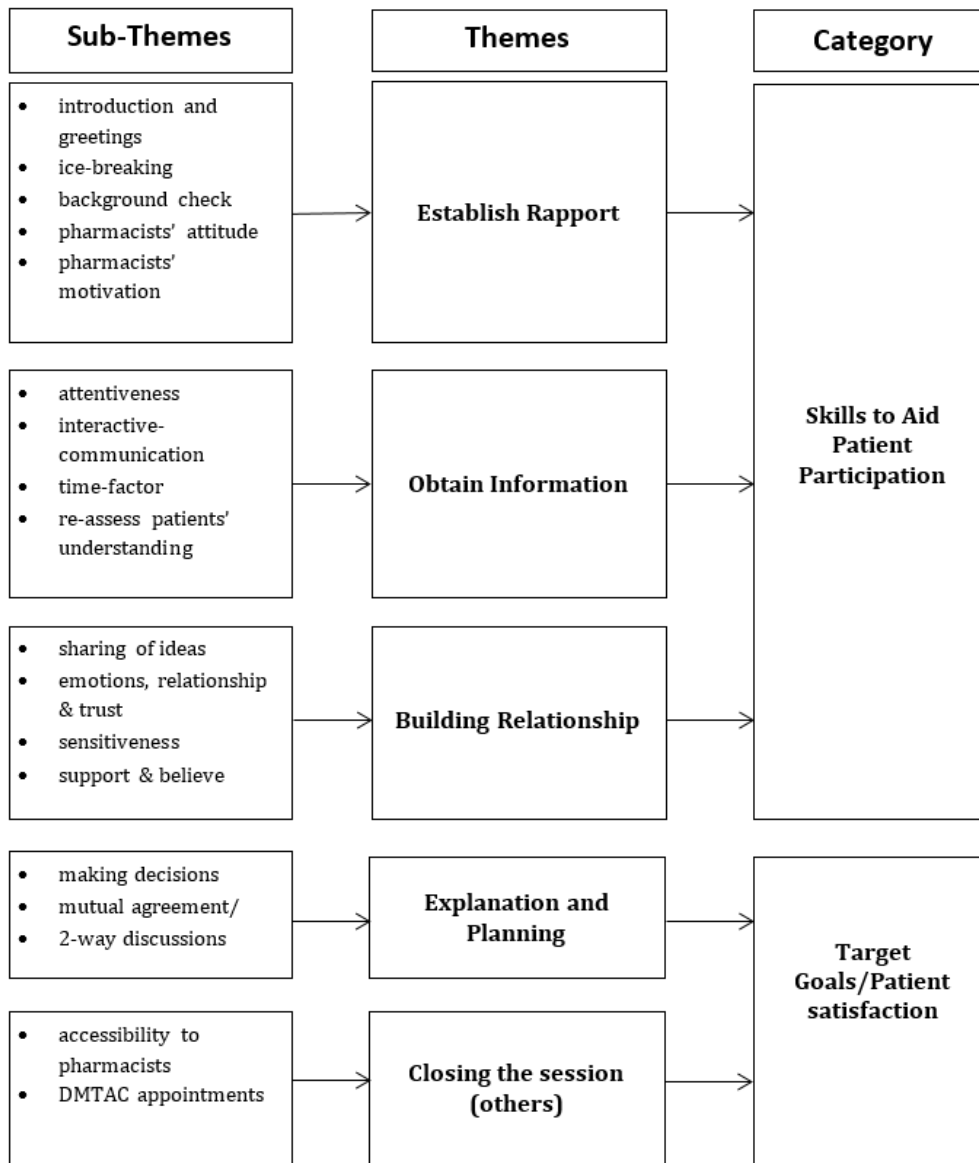 Sub-Themes
Themes
Category
• introduction and
greetings
• ice-breaking
• background check
• pharmacists’ attitude
• pharmacists’
motivation
Establish Rapport
• attentiveness
• interactive-
communication
• time-factor
• re-assess patients’
understanding
Obtain Information
• sharing of ideas
• emotions, relationship
& trust
• sensitiveness
• support & believe
Building Relationship
Skills to Aid
Patient
Participation
• making decisions
• mutual agreement/
• 2-way discussions
Explanation and
Planning
• accessibility to
pharmacists
• DMTAC appointments
Closing the session
(others)
Target
Goals/Patient
satisfaction